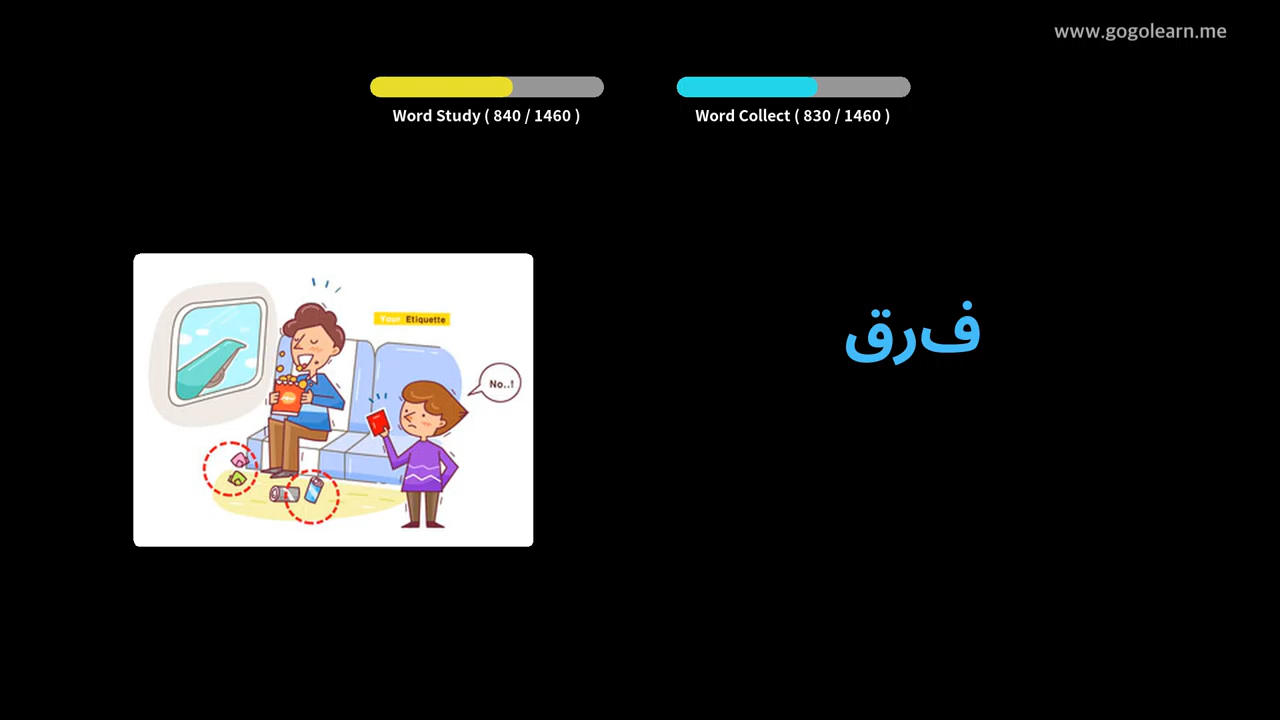 www.gogolearn.me
Word Study ( 840 / 1460 )
Word Collect ( 830 / 1460 )
Your Etiquette
No..!
فرق